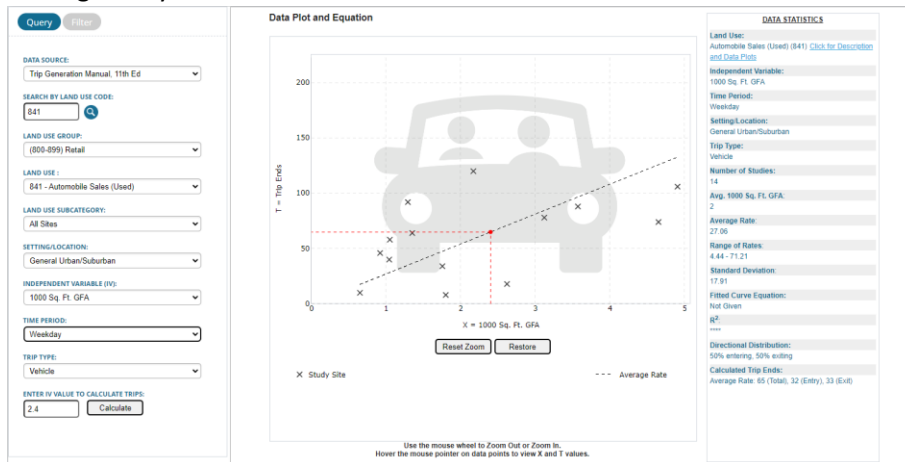 Query
Filter
DATA SOURCE:
Trip Generation Manual, 11th Ed
SEARCH BY LAND USE CODE:
841
LAND USE GROUP:
(800-899) Retail
LAND USE :
841 - Automobile Sales (Used)
LAND USE SUBCATEGORY:
All Sites
SETTING/LOCATION:
General Urban/Suburban
INDEPENDENT VARIABLE (IV):
1000 Sq. Ft. GFA
TIME PERIOD:
Weekday
TRIP TYPE:
Vehicle
ENTER IV VALUE TO CALCULATE TRIPS:
2.4
Calculate
Data Plot and Equation
T = Trip Ends
200
150
100
50
0
1
2
3
4
5
X = 1000 Sq. Ft. GFA
Reset Zoom
Restore
Study Site
Average Rate
Use the mouse wheel to Zoom Out or Zoom In.
Hover the mouse pointer on data points to view X and T values.
DATA STATISTICS
Land Use:
Automobile Sales (Used) (841) Click for Description
and Data Plots
Independent Variable:
1000 Sq. Ft. GFA
Time Period:
Weekday
Setting/Location:
General Urban/Suburban
Trip Type:
Vehicle
Number of Studies:
14
Avg. 1000 Sq. Ft. GFA:
2
Average Rate:
27.06
Range of Rates:
4.44 - 71.21
Standard Deviation:
17.91
Fitted Curve Equation:
Not Given
R²:
****
Directional Distribution:
50% entering, 50% exiting
Calculated Trip Ends:
Average Rate: 65 (Total), 32 (Entry), 33 (Exit)